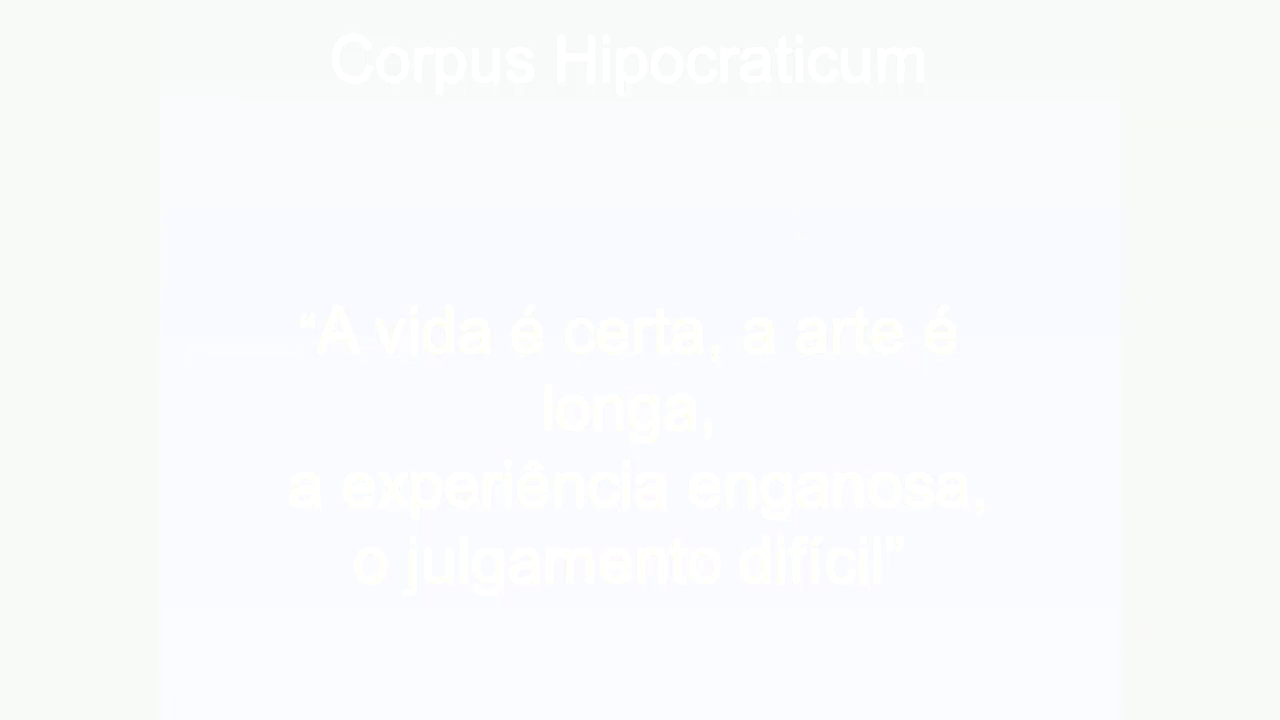 Corpus Hipocraticum
“A vida é certa, a arte é
longa,
a experiência enganosa,
o julgamento difícil”